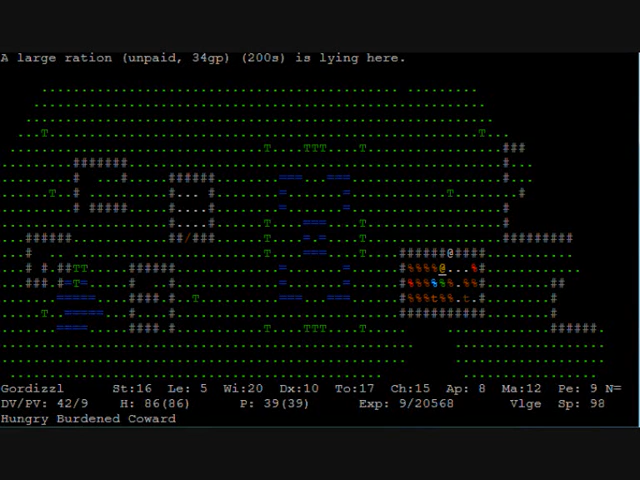 A large ration (unpaid, 34gp) (200s) is lying here.
Gordizzl St:16 Le: 5 Wi:20 Dx:10 To:17 Ch:15 Ap: 8 Ma:12 Pe: 9 N=
DV/PV: 42/9 H: 86(86) P: 39(39) Exp: 9/20568 Vlge Sp: 98
Hungry Burdened Coward